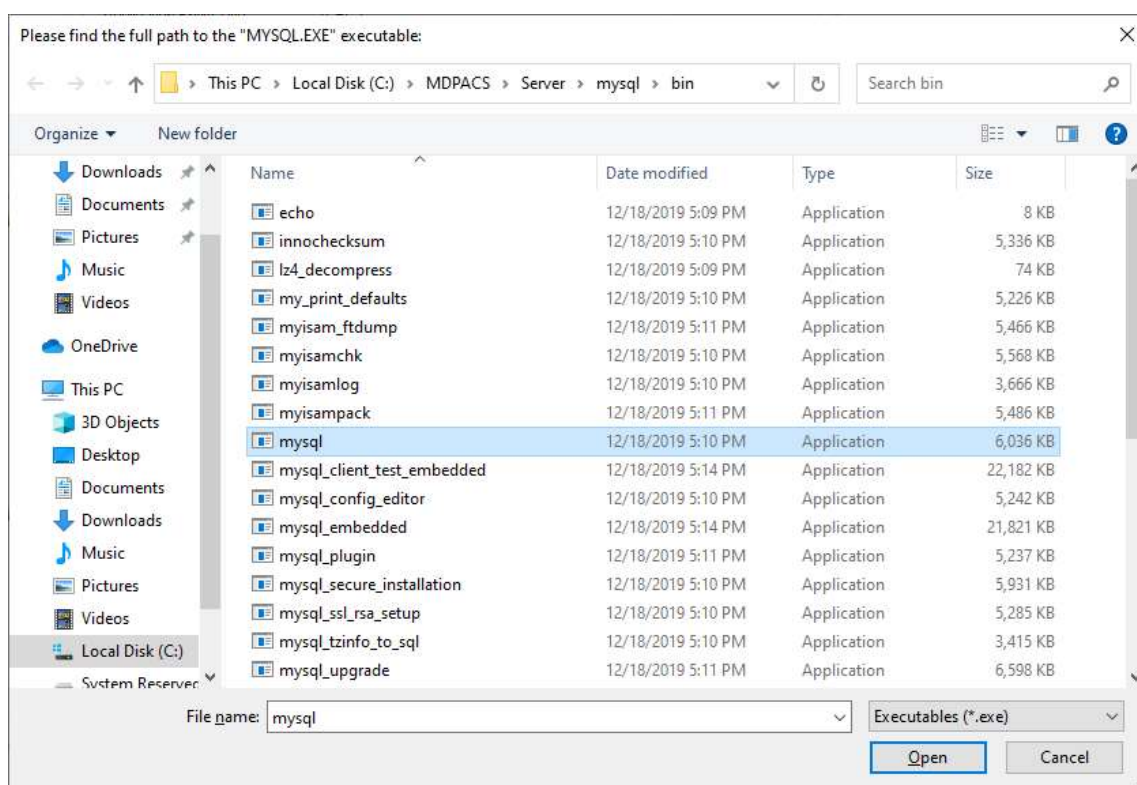 Please find the full path to the "MYSQL.EXE" executable:
This PC > Local Disk (C:) > MDPACS > Server > mysql > bin
Search bin
Organize
New folder
Downloads
Documents
Pictures
Music
Videos
OneDrive
This PC
3D Objects
Desktop
Documents
Downloads
Music
Pictures
Videos
Local Disk (C:)
System Reserved
Name Date modified Type Size
echo 12/18/2019 5:09 PM Application 8 KB
innochecksum 12/18/2019 5:10 PM Application 5,336 KB
lz4_decompress 12/18/2019 5:09 PM Application 74 KB
my_print_defaults 12/18/2019 5:10 PM Application 5,226 KB
myisam_ftdump 12/18/2019 5:11 PM Application 5,466 KB
myisamchk 12/18/2019 5:10 PM Application 5,568 KB
myisamlog 12/18/2019 5:10 PM Application 3,666 KB
myisampack 12/18/2019 5:11 PM Application 5,486 KB
mysql 12/18/2019 5:10 PM Application 6,036 KB
mysql_client_test_embedded 12/18/2019 5:14 PM Application 22,182 KB
mysql_config_editor 12/18/2019 5:10 PM Application 5,242 KB
mysql_embedded 12/18/2019 5:14 PM Application 21,821 KB
mysql_plugin 12/18/2019 5:11 PM Application 5,237 KB
mysql_secure_installation 12/18/2019 5:10 PM Application 5,931 KB
mysql_ssl_rsa_setup 12/18/2019 5:10 PM Application 5,285 KB
mysql_tzinfo_to_sql 12/18/2019 5:10 PM Application 3,415 KB
mysql_upgrade 12/18/2019 5:11 PM Application 6,598 KB
File name: mysql
Executables (*.exe)
Open
Cancel